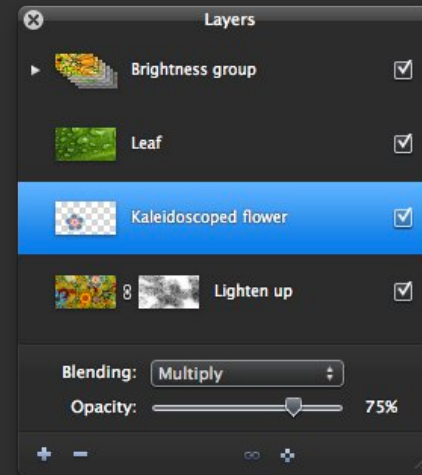 Layers
Brightness group
Leaf
Kaleidoscoped flower
Lighten up
Blending: Multiply
Opacity: 75%